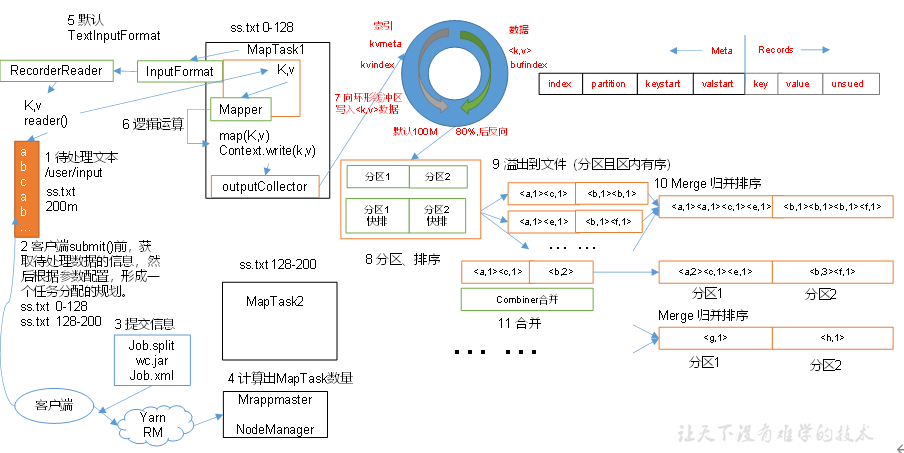 5 默认
TextInputFormat
RecorderReader
InputFormat
K,v
reader()
ss.txt 0-128
MapTask1
K,v
Mapper
6 逻辑运算
map(K,v)
Context.write(k,v)
outputCollector
a
b
c
a
b
...
1 待处理文本
/user/input
ss.txt
200m
2 客户端submit()前，获
取待处理数据的信息，然
后根据参数配置，形成一
个任务分配的规划。
ss.txt 0-128
ss.txt 128-200
3 提交信息
Job.split
wc.jar
Job.xml
客户端
Yarn
RM
4 计算出MapTask数量
Mrappmaster
NodeManager
ss.txt 128-200
MapTask2
索引
kvmeta
kvindex
数据
<k,v>
bufindex
7 向环形缓冲区
写入<k,v>数据
默认100M
80%,后反向
Meta
Records
index
partition
keystart
valstart
key
value
unsued
分区1
分区2
分区1
快排
分区2
快排
8 分区、排序
9 溢出到文件（分区且区内有序）
<a,1><c,1>
<b,1><b,1>
<a,1><e,1>
<b,1><f,1>
... ...
10 Merge 归并排序
<a,1><a,1><c,1><e,1>
<b,1><b,1><b,1><f,1>
<a,1><c,1>
<b,2>
Combiner合并
11 合并
<a,2><c,1><e,1>
<b,3><f,1>
分区1
分区2
Merge 归并排序
... ...
<g,1>
<h,1>
分区1
分区2
让天下没有难学的技术